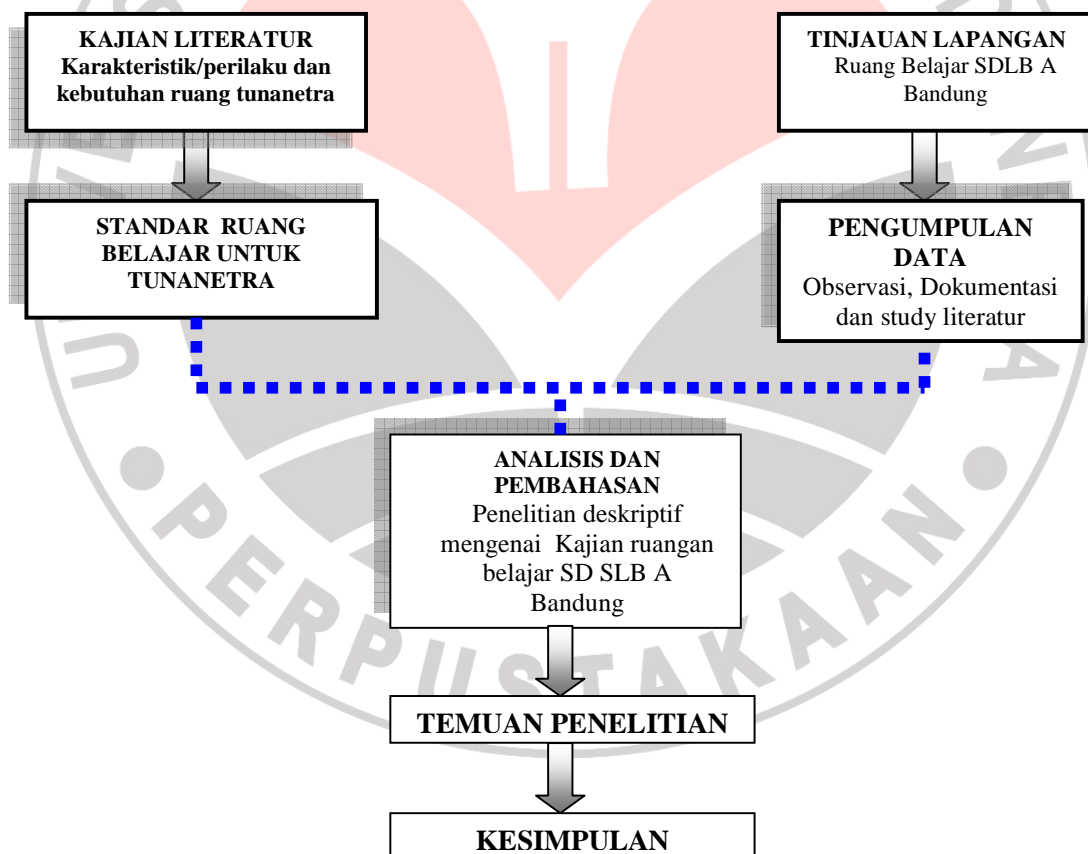 KAJIAN LITERATUR
Karakteristik/perilaku dan
kebutuhan ruang tunanetra
TINJAUAN LAPANGAN
Ruang Belajar SDLB A
Bandung
STANDAR RUANG
BELAJAR UNTUK
TUNANETRA
PENGUMPULAN
DATA
Observasi, Dokumentasi
dan study literatur
ANALISIS DAN
PEMBAHASAN
Penelitian deskriptif
mengenai Kajian ruangan
belajar SD SLB A
Bandung
TEMUAN PENELITIAN
KESIMPULAN
PERPUSTAKAAN